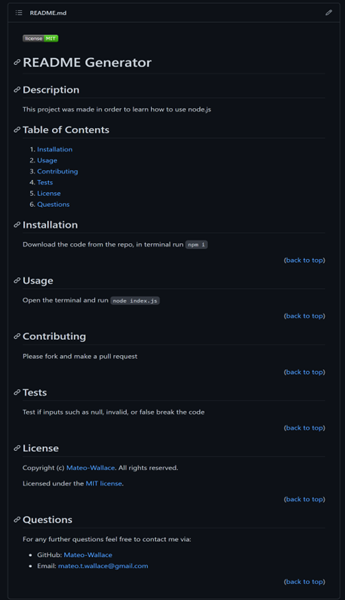 README.md
license MIT
README Generator
Description
This project was made in order to learn how to use node.js
Table of Contents
1. Installation
2. Usage
3. Contributing
4. Tests
5. License
6. Questions
Installation
Download the code from the repo, in terminal run npm i
(back to top)
Usage
Open the terminal and run node index.js
(back to top)
Contributing
Please fork and make a pull request
(back to top)
Tests
Test if inputs such as null, invalid, or false break the code
(back to top)
License
Copyright (c) Mateo-Wallace. All rights reserved.
Licensed under the MIT license.
(back to top)
Questions
For any further questions feel free to contact me via:
• GitHub: Mateo-Wallace
• Email: mateo.t.wallace@gmail.com
(back to top)